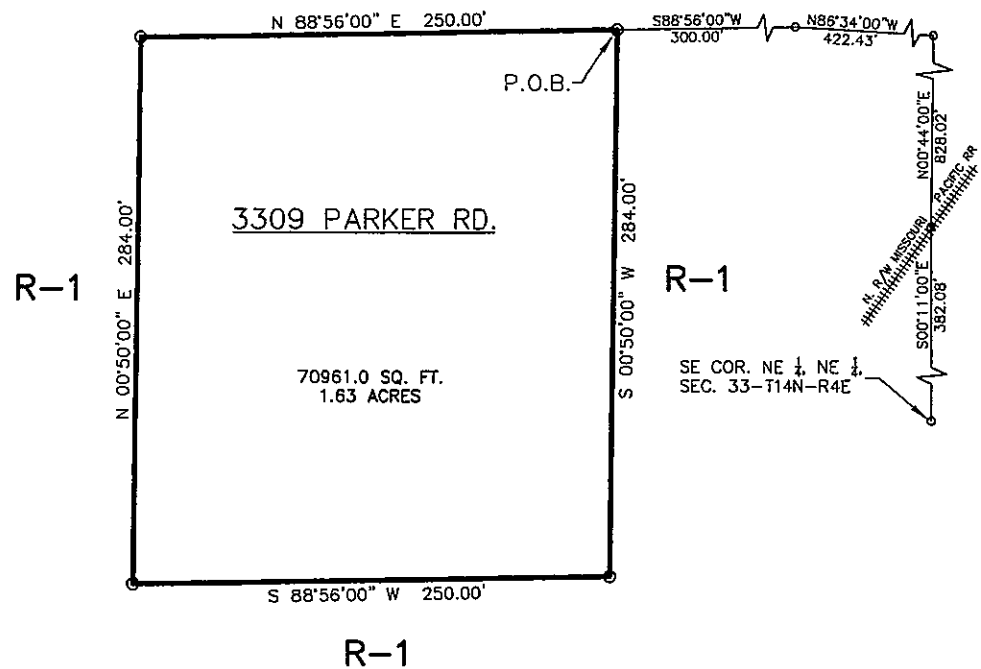 N 88°56'00" E 250.00'
S88°56'00"W
300.00'
N86°34'00"W
422.43'
P.O.B.
N00°44'00"E
828.02'
N. R/W MISSOURI PACIFIC RR
S00°11'00"E
382.08'
3309 PARKER RD.
N 00°50'00" E 284.00'
S 00°50'00" W 284.00'
R-1
R-1
70961.0 SQ. FT.
1.63 ACRES
SE COR. NE ¼, NE ¼,
SEC. 33-T14N-R4E
S 88°56'00" W 250.00'
R-1